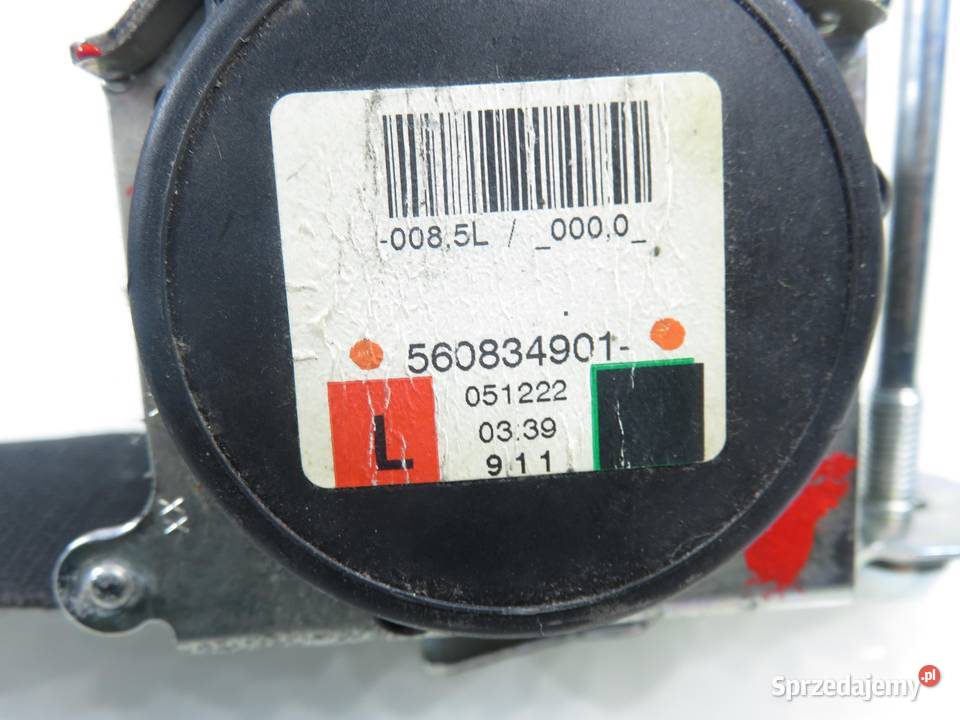 -008,5L / _000,0_
560834901-
051222
03:39
L
911
Sprzedajemy.pl